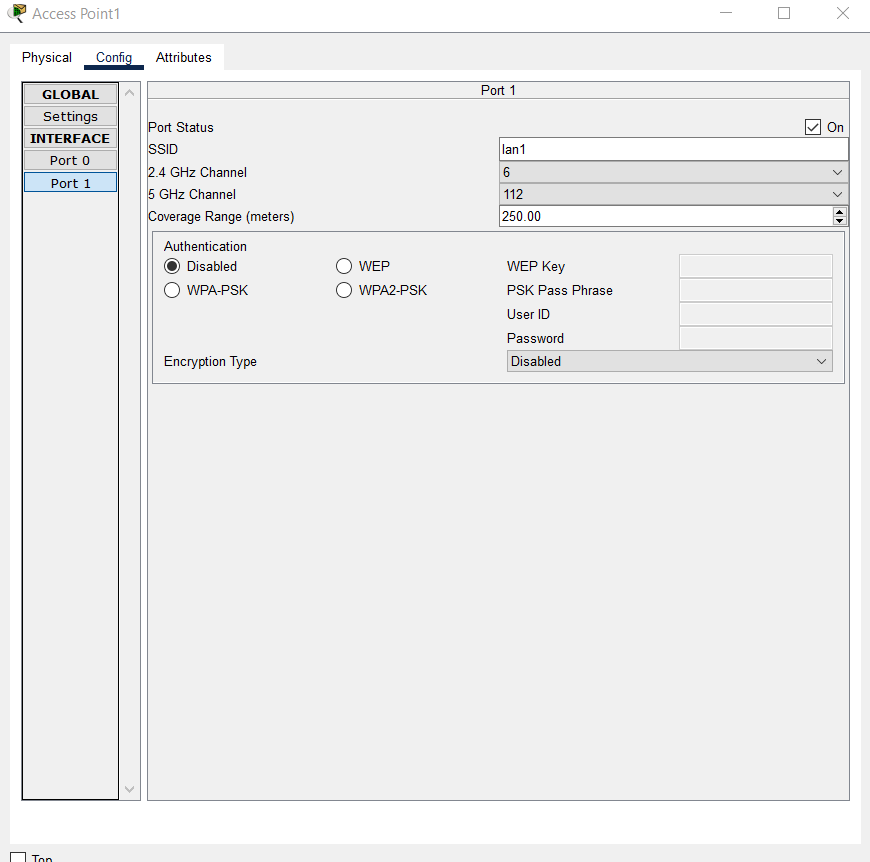 Access Point1
Physical Config Attributes
GLOBAL
Settings
INTERFACE
Port 0
Port 1
Port 1
Port Status On
SSID lan1
2.4 GHz Channel 6
5 GHz Channel 112
Coverage Range (meters) 250.00
Authentication
Disabled WEP WEP Key
WPA-PSK WPA2-PSK PSK Pass Phrase
User ID
Password
Encryption Type Disabled
Top